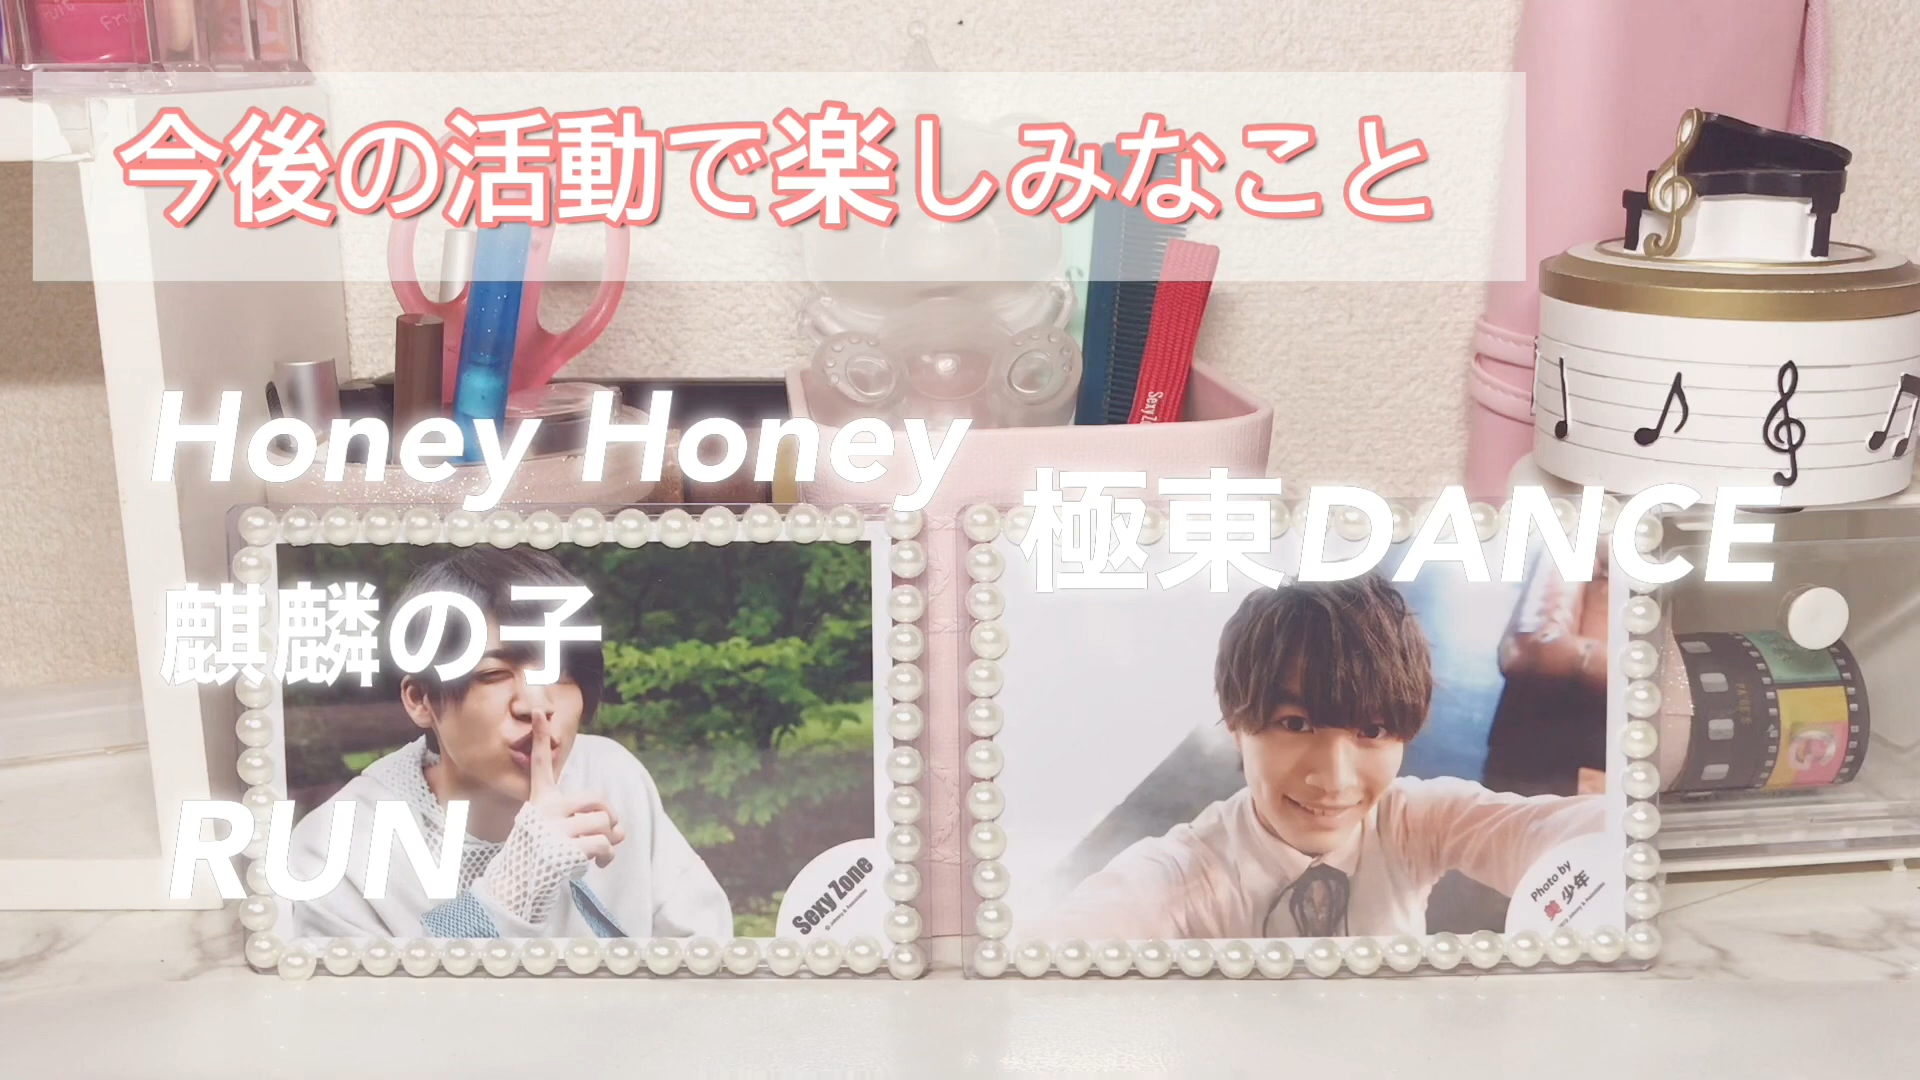 今後の活動で楽しみなこと
Honey Honey
極東DANCE
麒麟の子
RUN
Sexy Zone
Photo by
美 少年